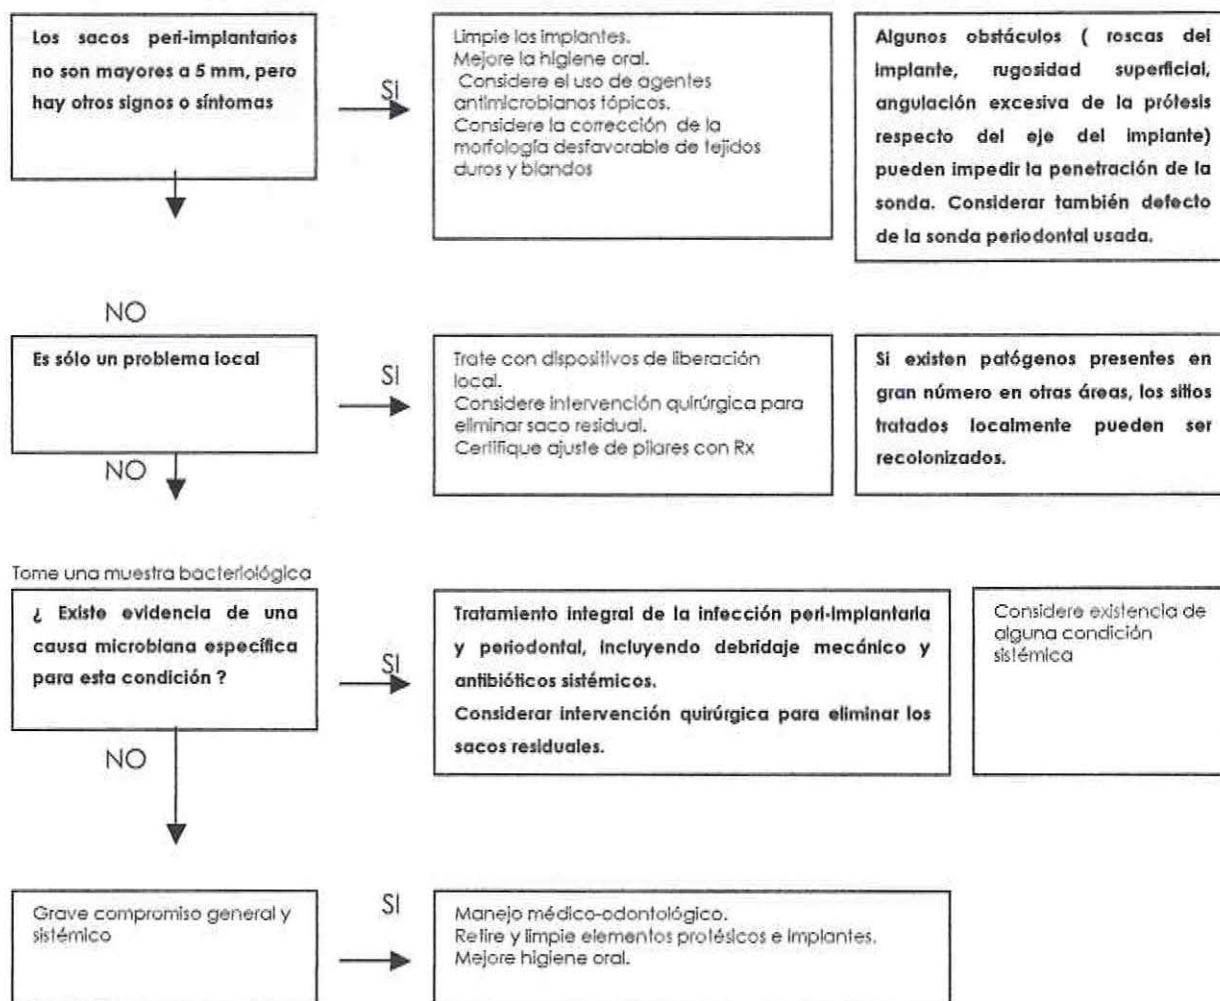 Los sacos peri-implantarios
no son mayores a 5 mm, pero
hay otros signos o síntomas
SI
Limpie los implantes.
Mejore la higiene oral.
Considere el uso de agentes
antimicrobianos tópicos.
Considere la corrección de la
morfología desfavorable de tejidos
duros y blandos
Algunos obstáculos ( roscas del
implante, rugosidad superficial,
angulación excesiva de la prótesis
respecto del eje del implante)
pueden impedir la penetración de la
sonda. Considerar también defecto
de la sonda periodontal usada.
NO
Es sólo un problema local
SI
Trate con dispositivos de liberación
local.
Considere intervención quirúrgica para
eliminar saco residual.
Certifique ajuste de pilares con Rx
Si existen patógenos presentes en
gran número en otras áreas, los sitios
tratados localmente pueden ser
recolonizados.
NO
Tome una muestra bacteriológica
¿ Existe evidencia de una
causa microbiana específica
para esta condición ?
SI
Tratamiento integral de la infección peri-implantaria
y periodontal, incluyendo debridaje mecánico y
antibióticos sistémicos.
Considerar intervención quirúrgica para eliminar los
sacos residuales.
Considere existencia de
alguna condición
sistémica
NO
Grave compromiso general y
sistémico
SI
Manejo médico-odontológico.
Retire y limpie elementos protésicos e implantes.
Mejore higiene oral.